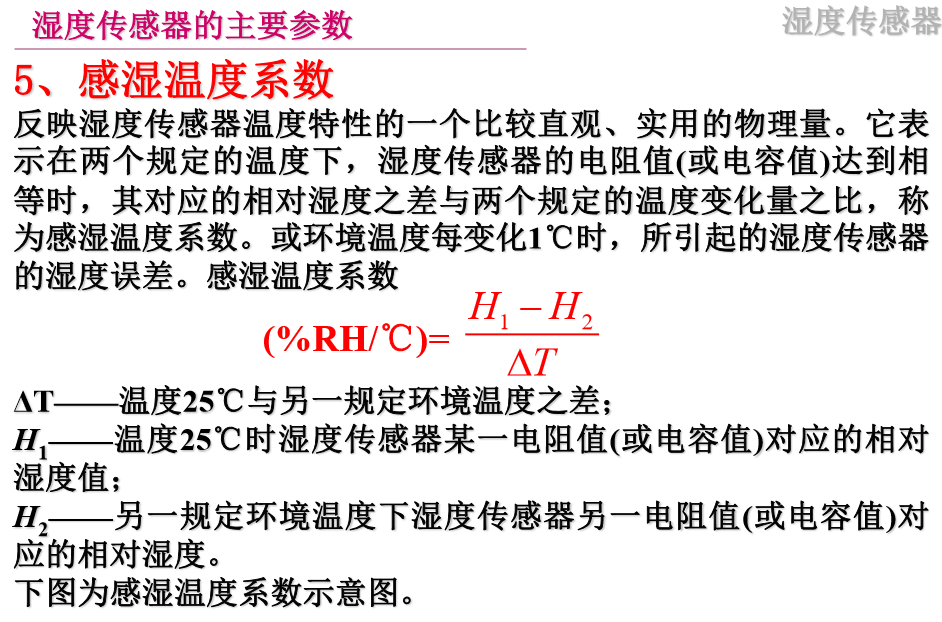 湿度传感器的主要参数
湿度传感器
5、感湿温度系数
反映湿度传感器温度特性的一个比较直观、实用的物理量。它表
示在两个规定的温度下，湿度传感器的电阻值(或电容值)达到相
等时，其对应的相对湿度之差与两个规定的温度变化量之比，称
为感湿温度系数。或环境温度每变化1℃时，所引起的湿度传感器
的湿度误差。感湿温度系数
(%RH/℃)= (H₁－H₂)/ΔT
ΔT——温度25℃与另一规定环境温度之差；
H₁——温度25℃时湿度传感器某一电阻值(或电容值)对应的相对
湿度值；
H₂——另一规定环境温度下湿度传感器另一电阻值(或电容值)对
应的相对湿度。
下图为感湿温度系数示意图。